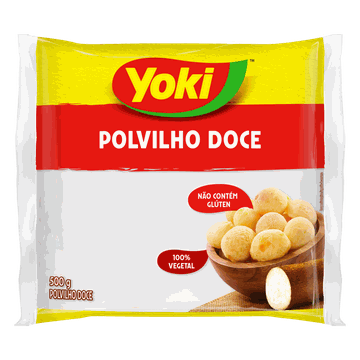 Yoki
POLVILHO DOCE
NÃO CONTÉM
GLÚTEN
100%
VEGETAL
500 g
POLVILHO DOCE